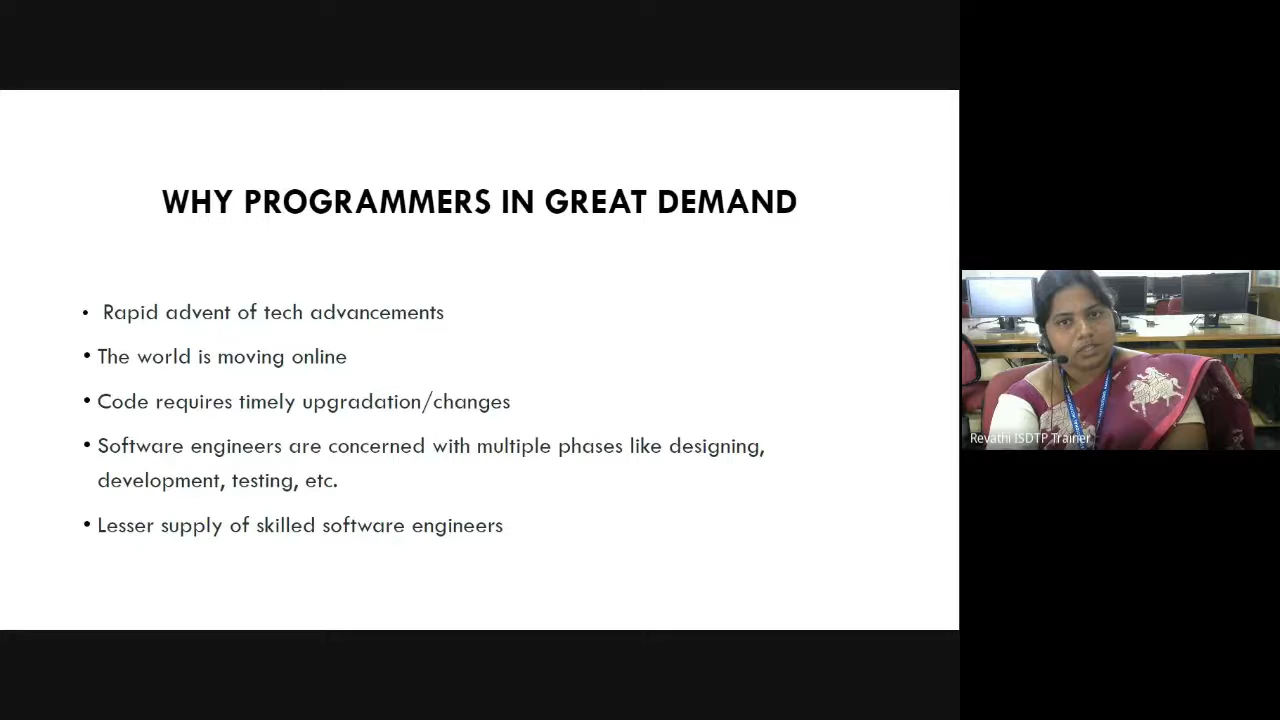 WHY PROGRAMMERS IN GREAT DEMAND
• Rapid advent of tech advancements
• The world is moving online
• Code requires timely upgradation/changes
• Software engineers are concerned with multiple phases like designing,
development, testing, etc.
• Lesser supply of skilled software engineers
Revathi ISDTP Trainer